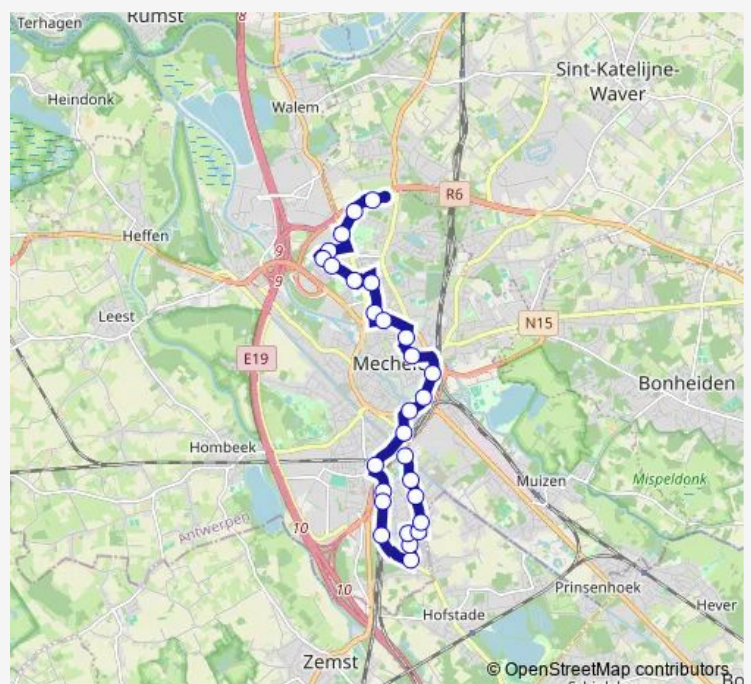 Terhagen
Rumst
8
Sint-Katelijne-
Waver
Heindonk
Walem
R6
Heffen
9
9
Leest
N15
E19
Mechel
Bonheiden
Hombeek
Muizen
Mispeldonk
Antwerpen
10
10
Prinsenhoek
Hofstade
Hever
Zemst
© OpenStreetMap contributors